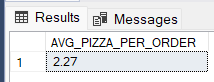 Results Messages
AVG_PIZZA_PER_ORDER
1 2.27